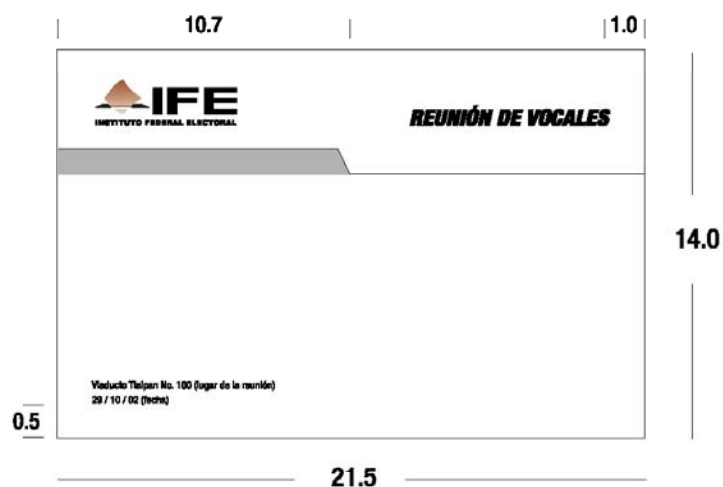 10.7
1.0
IFE
INSTITUTO FEDERAL ELECTORAL
REUNIÓN DE VOCALES
14.0
Viaducto Tlalpan No. 100 (lugar de la reunión)
29 / 10 / 02 (fecha)
0.5
21.5